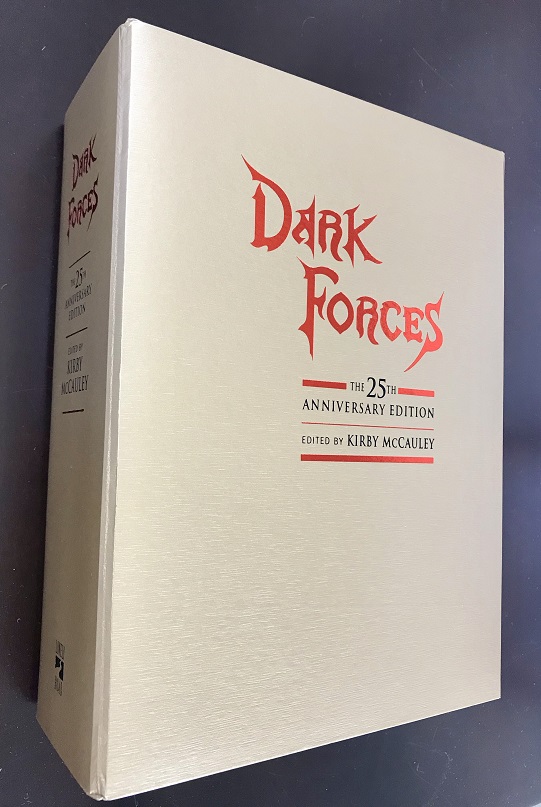 DARK
FORCES
THE 25TH
ANNIVERSARY
EDITION
EDITED BY
KIRBY
MCCAULEY
DARK
FORCES
THE 25TH
ANNIVERSARY EDITION
EDITED BY KIRBY MCCAULEY